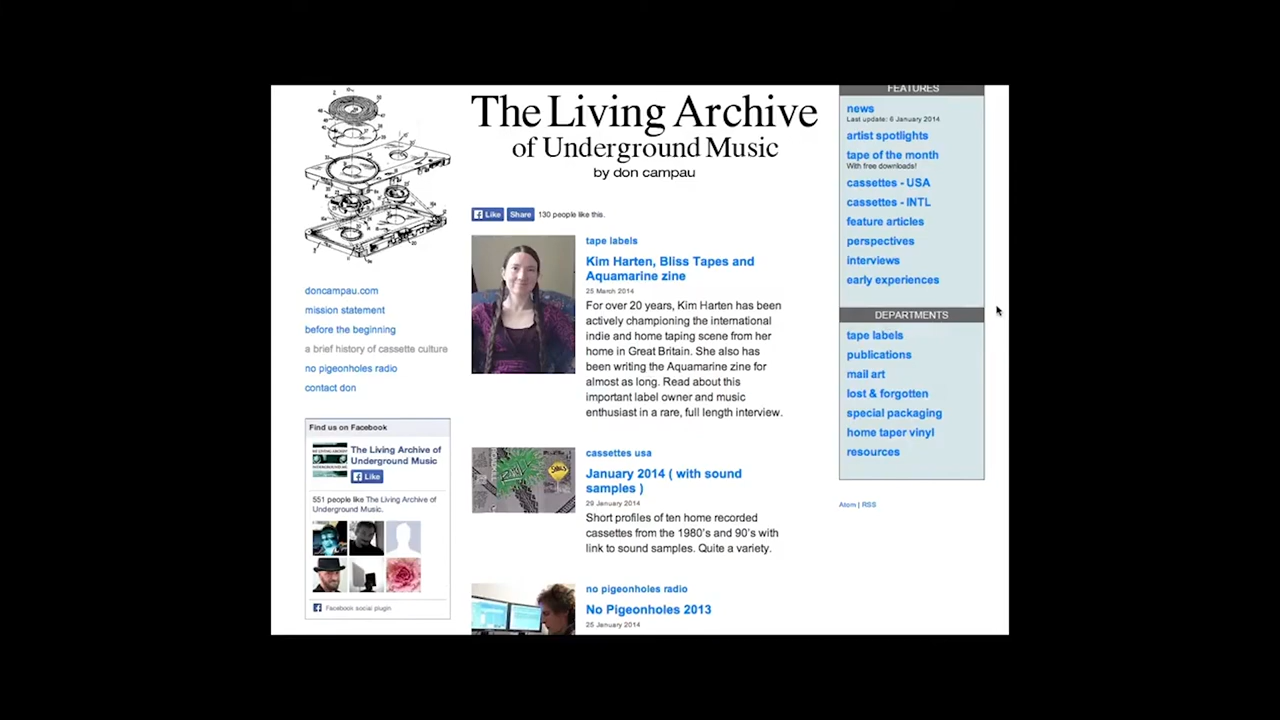 The Living Archive
of Underground Music
by don campau
doncampau.com
mission statement
before the beginning
a brief history of cassette culture
no pigeonholes radio
contact don
Find us on Facebook
The Living Archive of
Underground Music
Like
551 people like The Living Archive of
Underground Music.
Facebook social plugin
Like Share 130 people like this.
tape labels
Kim Harten, Bliss Tapes and
Aquamarine zine
25 March 2014
For over 20 years, Kim Harten has been
actively championing the international
indie and home taping scene from her
home in Great Britain. She also has
been writing the Aquamarine zine for
almost as long. Read about this
important label owner and music
enthusiast in a rare, full length interview.
cassettes usa
January 2014 ( with sound
samples )
29 January 2014
Short profiles of ten home recorded
cassettes from the 1980's and 90's with
link to sound samples. Quite a variety.
no pigeonholes radio
No Pigeonholes 2013
25 January 2014
FEATURES
news
Last update: 6 January 2014
artist spotlights
tape of the month
With free downloads!
cassettes - USA
cassettes - INTL
feature articles
perspectives
interviews
early experiences
DEPARTMENTS
tape labels
publications
mail art
lost & forgotten
special packaging
home taper vinyl
resources
Atom | RSS